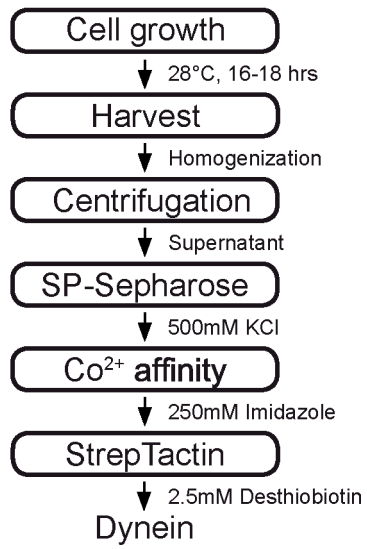 Cell growth
28°C, 16-18 hrs
Harvest
Homogenization
Centrifugation
Supernatant
SP-Sepharose
500mM KCl
Co²⁺ affinity
250mM Imidazole
StrepTactin
2.5mM Desthiobiotin
Dynein